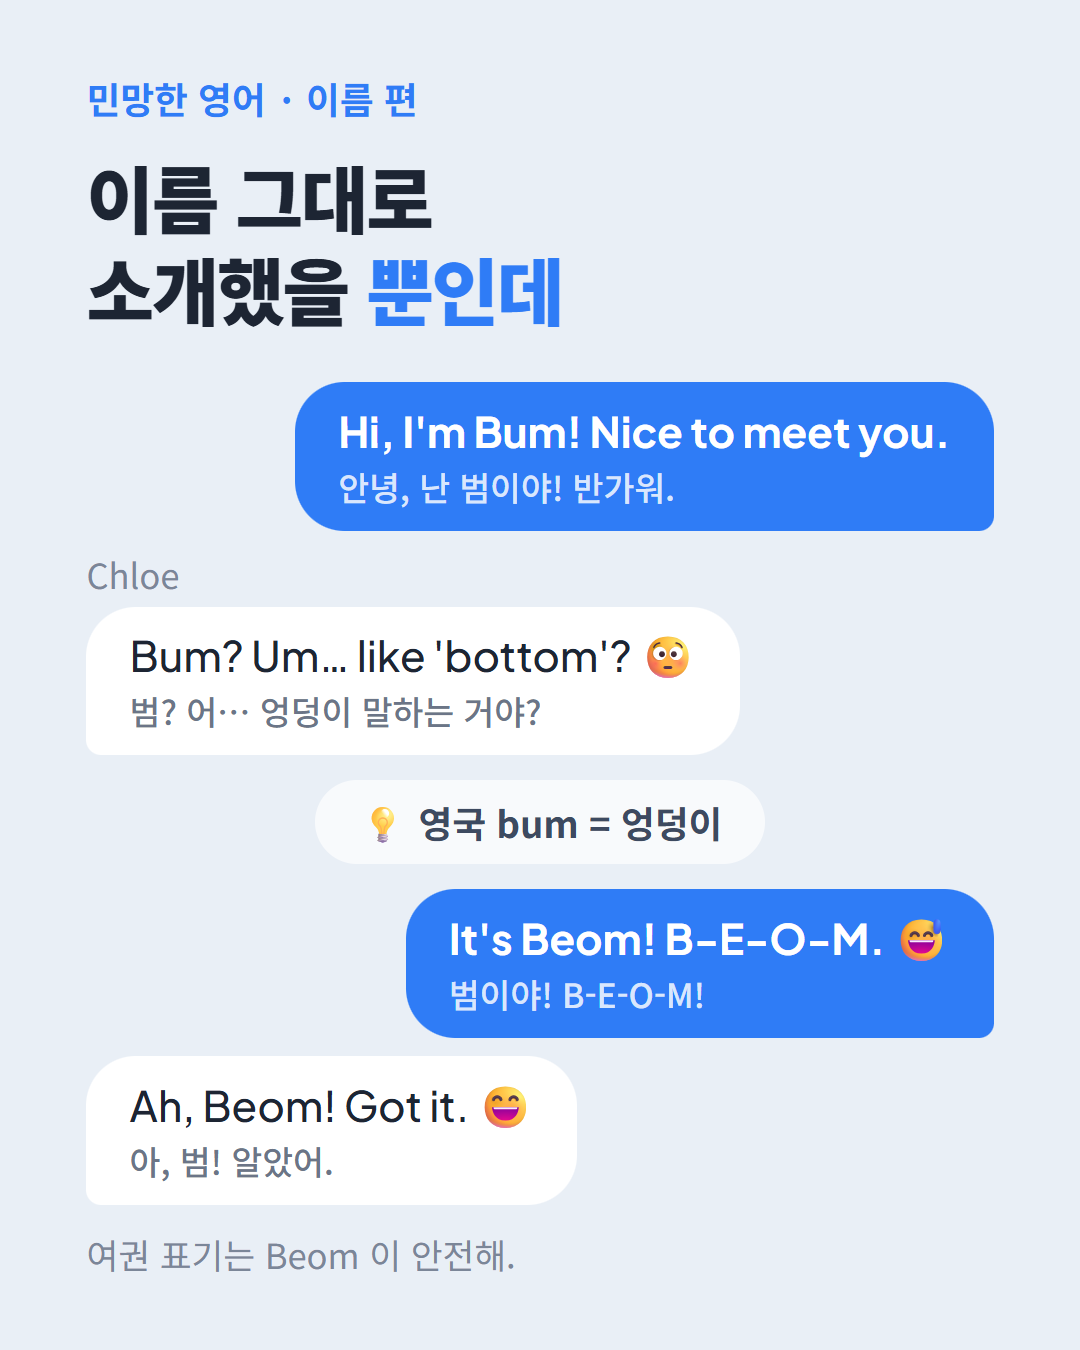 민망한 영어 · 이름 편
이름 그대로
소개했을 뿐인데
Hi, I'm Bum! Nice to meet you.
안녕, 난 범이야! 반가워.
Chloe
Bum? Um... like 'bottom'? 😳
범? 어… 엉덩이 말하는 거야?
💡 영국 bum = 엉덩이
It's Beom! B-E-O-M. 😅
범이야! B-E-O-M!
Ah, Beom! Got it. 😄
아, 범! 알았어.
여권 표기는 Beom 이 안전해.